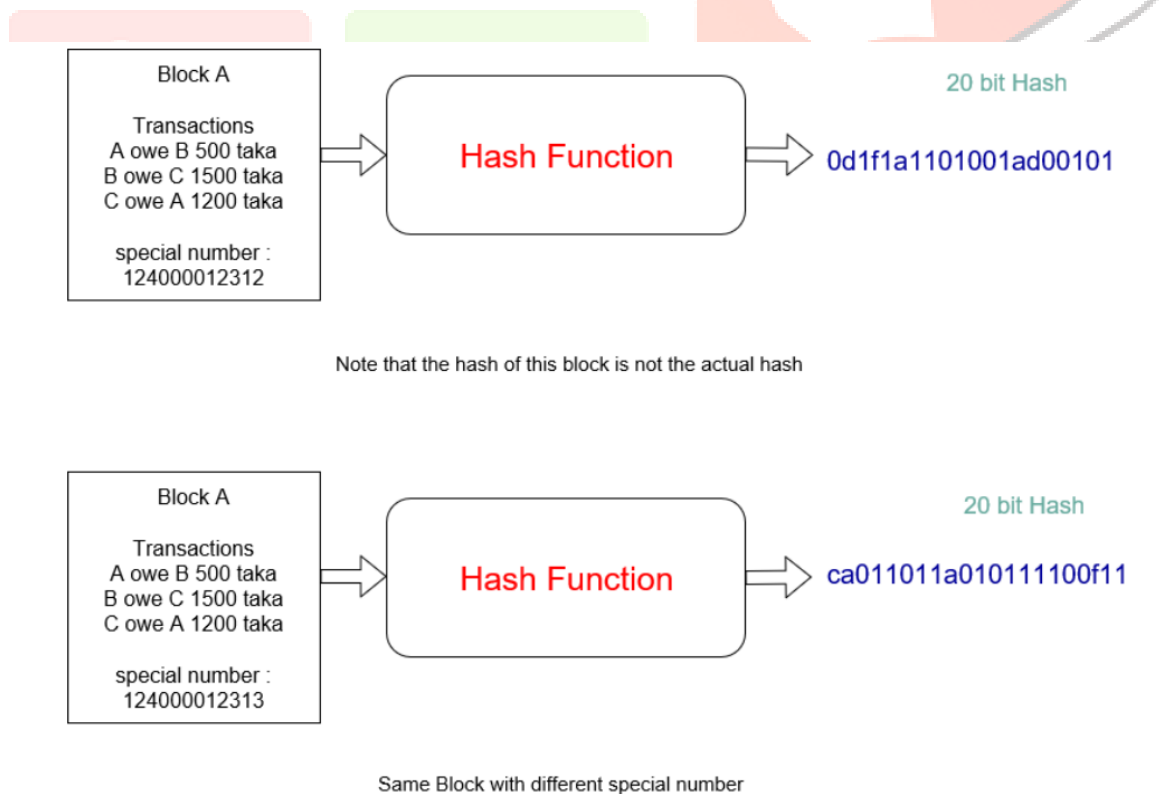 Block A
Transactions
A owe B 500 taka
B owe C 1500 taka
C owe A 1200 taka
special number :
124000012312
Hash Function
20 bit Hash
0d1f1a1101001ad00101
Note that the hash of this block is not the actual hash
Block A
Transactions
A owe B 500 taka
B owe C 1500 taka
C owe A 1200 taka
special number :
124000012313
Hash Function
20 bit Hash
ca011011a010111100f11
Same Block with different special number